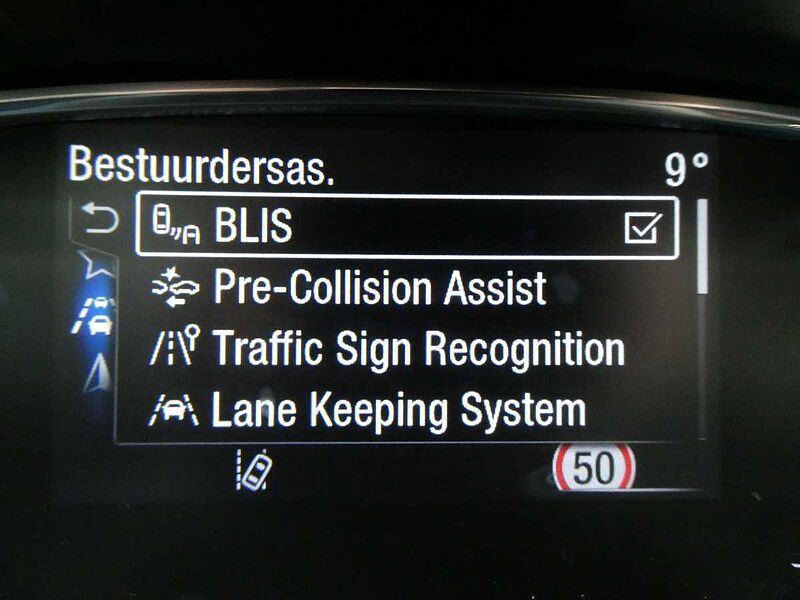 Bestuurdersas. 9°
BLIS
Pre-Collision Assist
Traffic Sign Recognition
Lane Keeping System
50